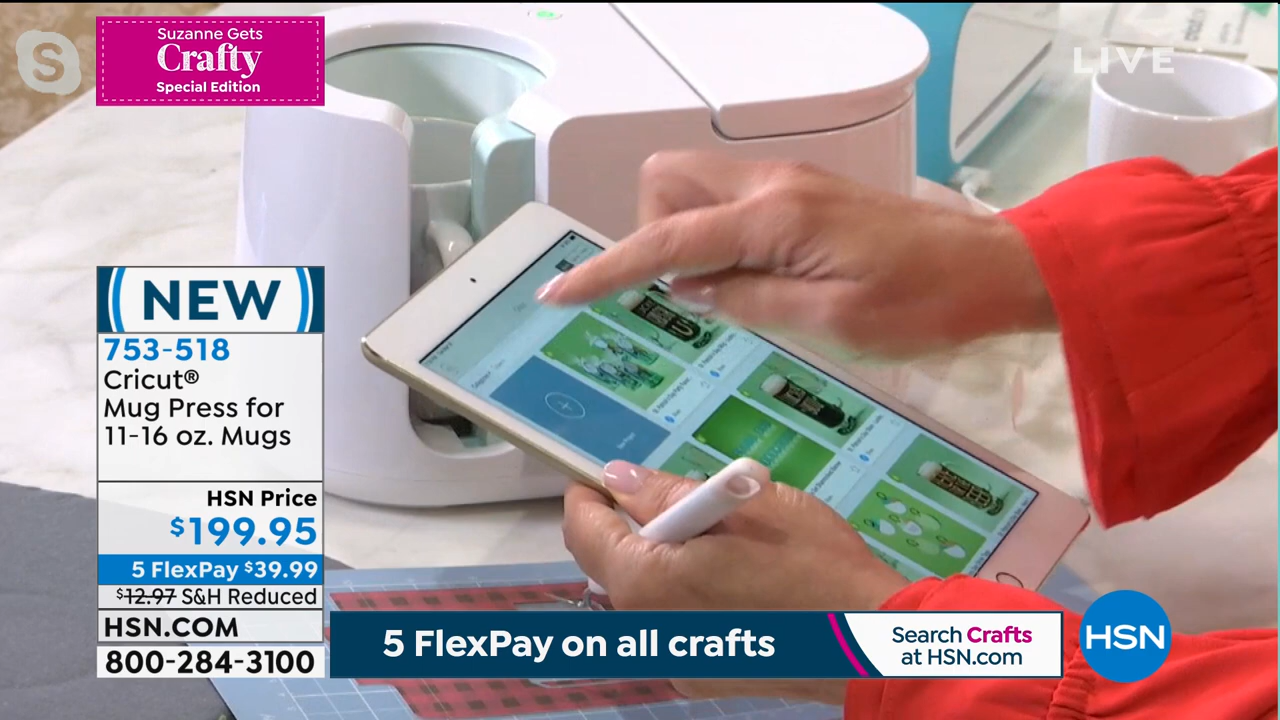 S
Suzanne Gets
Crafty
Special Edition
LIVE
NEW
753-518
Cricut®
Mug Press for
11-16 oz. Mugs
HSN Price
$199.95
5 FlexPay $39.99
$12.97 S&H Reduced
HSN.COM
800-284-3100
5 FlexPay on all crafts
Search Crafts
at HSN.com
HSN